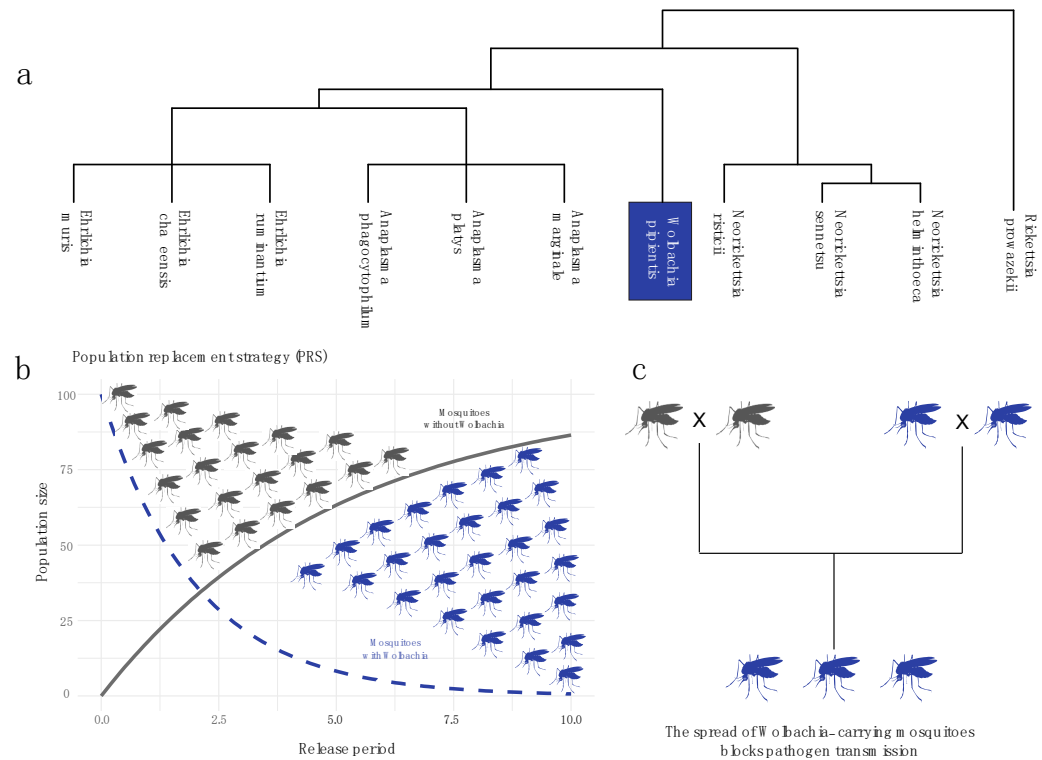 a
Ehrlichia
muris
Ehrlichia
chaeensis
Ehrlichia
ruminantium
Anaplasma
phagocytophilum
Anaplasma
platys
Anaplasma
marginale
Wolbachia
pipientis
Neorickettsia
risticii
Neorickettsia
sennetsu
Neorickettsia
helminthoeca
Rickettsia
prowazekii
b
Population replacement strategy (PRS)
100
75
50
25
0
Population size
Mosquitoes
without Wolbachia
Mosquitoes
with Wolbachia
0.0
2.5
5.0
7.5
10.0
Release period
c
X
X
The spread of Wolbachia-carrying mosquitoes
blocks pathogen transmission